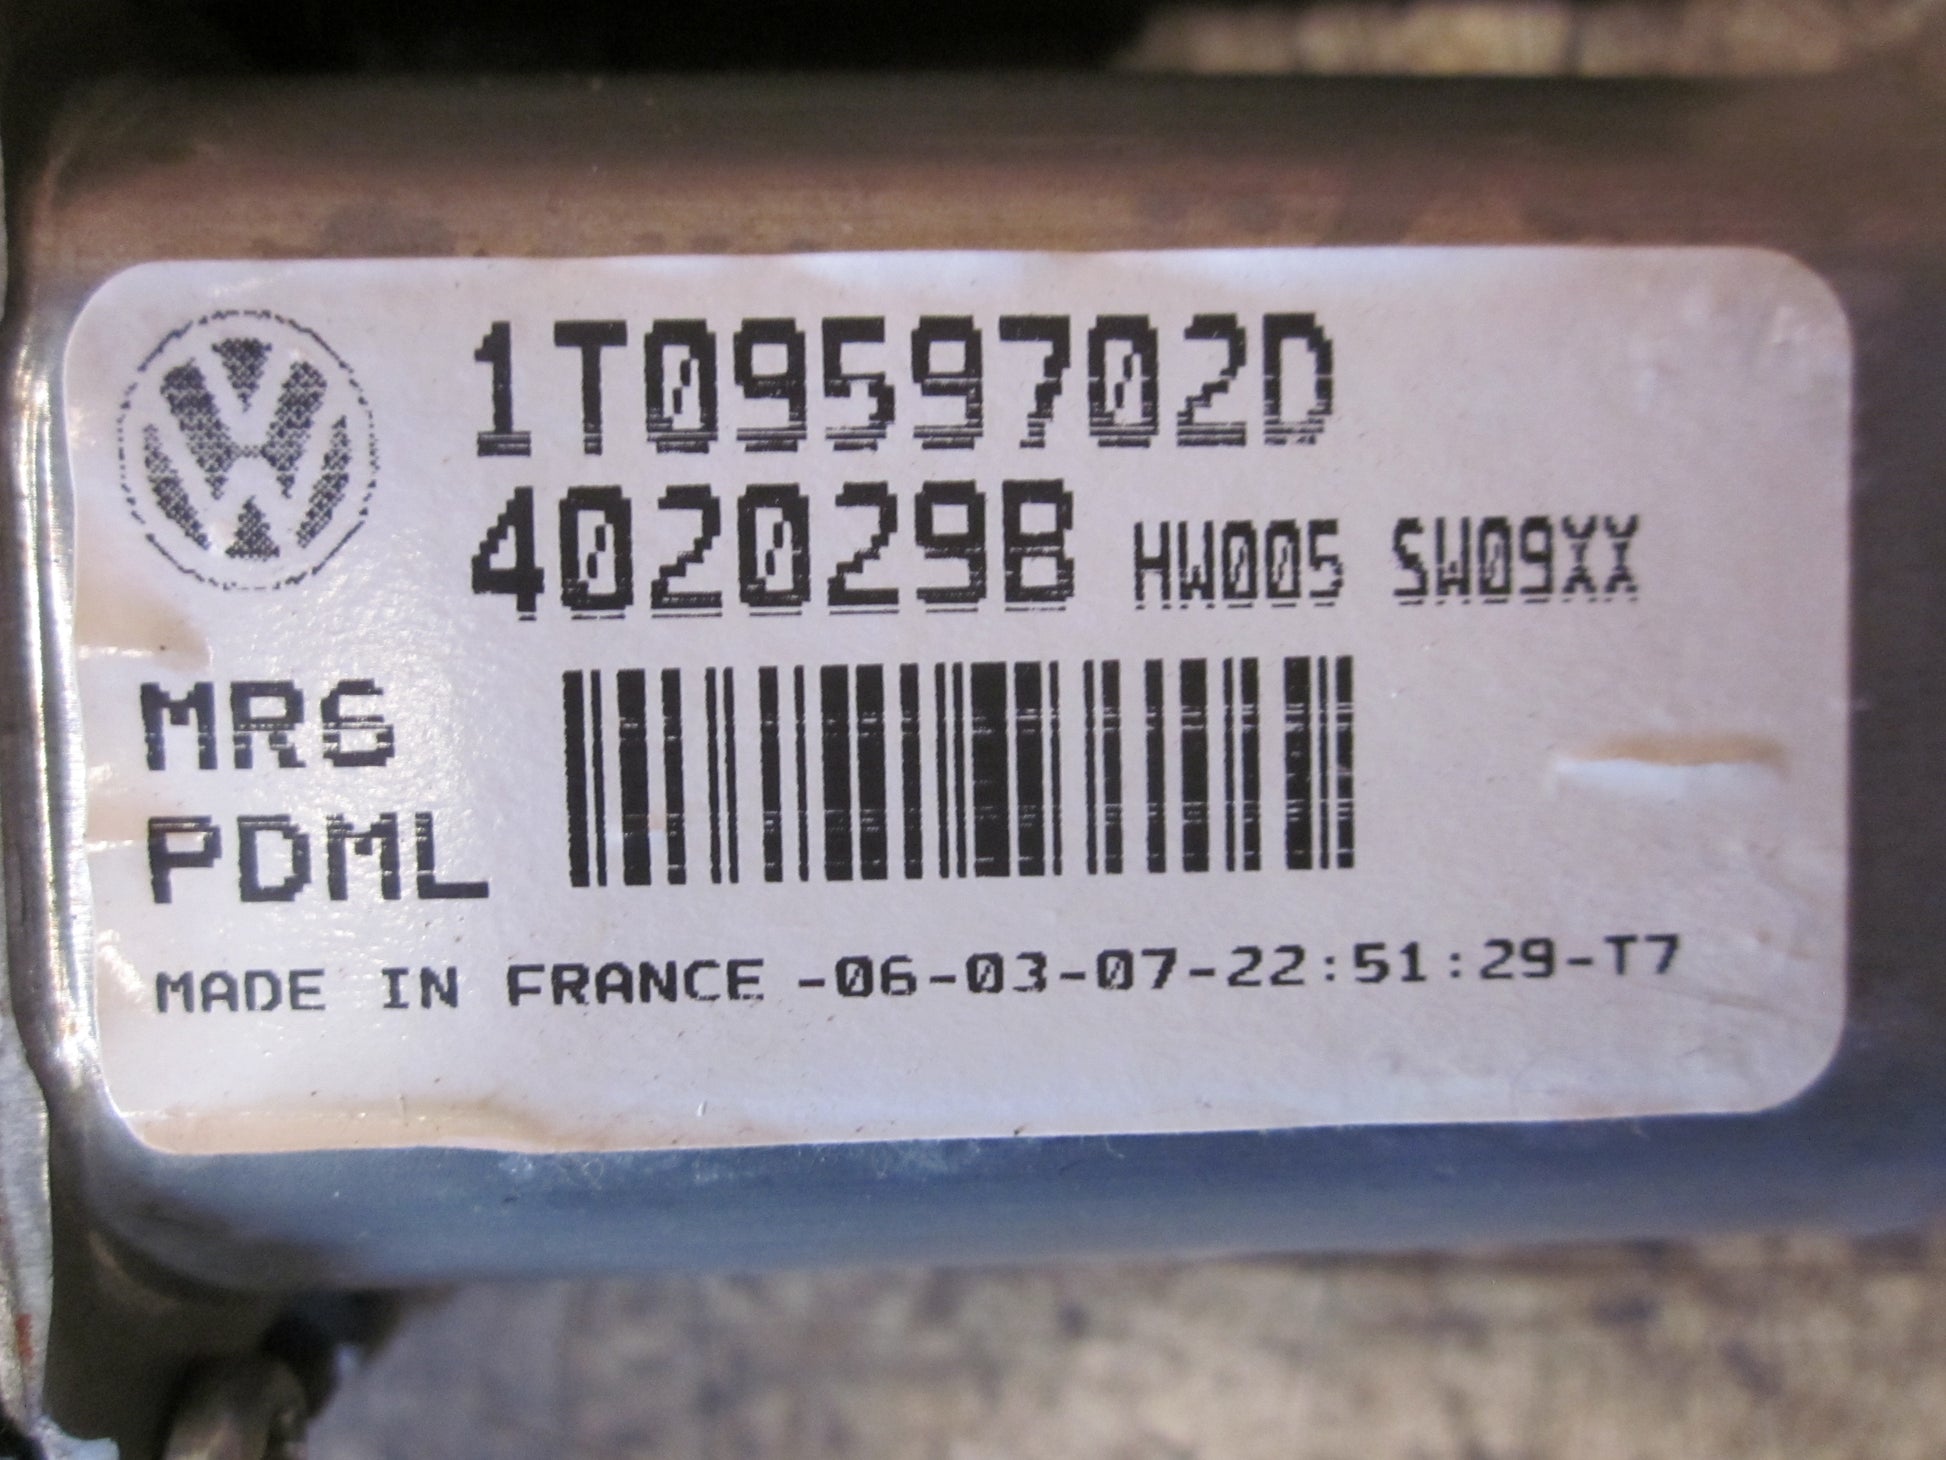 1T0959702D
402029B HW005 SW09XX
MRS
PDML
MADE IN FRANCE -06-03-07-22:51:29-T7